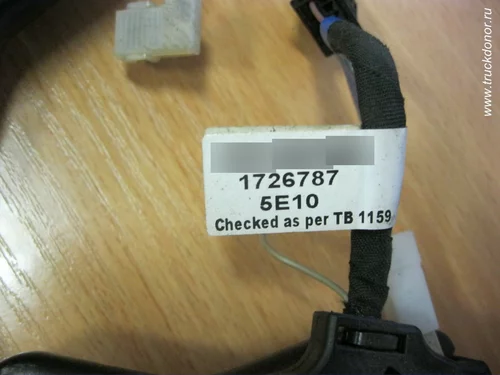 1726787
5E10
Checked as per TB 1159
www.truckdonor.ru